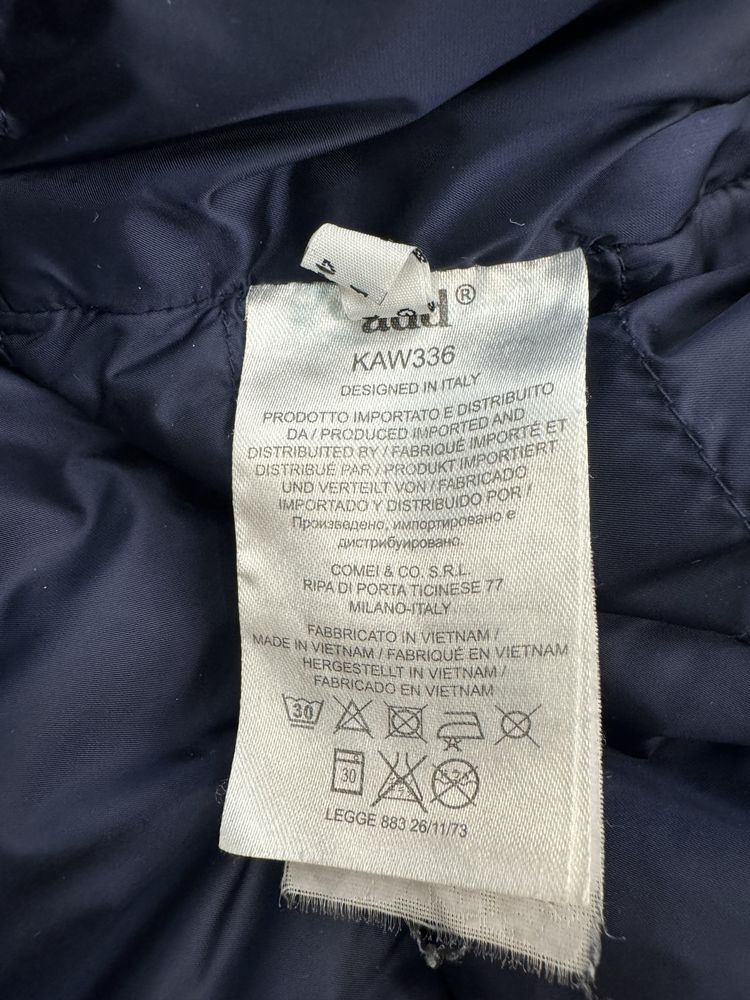 add®
KAW336
DESIGNED IN ITALY
PRODOTTO IMPORTATO E DISTRIBUITO
DA / PRODUCED IMPORTED AND
DISTRIBUTED BY / FABRIQUÉ IMPORTÉ ET
DISTRIBUÉ PAR / PRODUKT IMPORTIERT
UND VERTEILT VON / FABRICADO
IMPORTADO Y DISTRIBUIDO POR /
Произведено, импортировано е
дистрибуировано.
COMEI & CO. S.R.L.
RIPA DI PORTA TICINESE 77
MILANO-ITALY
FABBRICATO IN VIETNAM /
MADE IN VIETNAM / FABRIQUÉ EN VIETNAM
HERGESTELLT IN VIETNAM /
FABRICADO EN VIETNAM
30
30
LEGGE 883 26/11/73